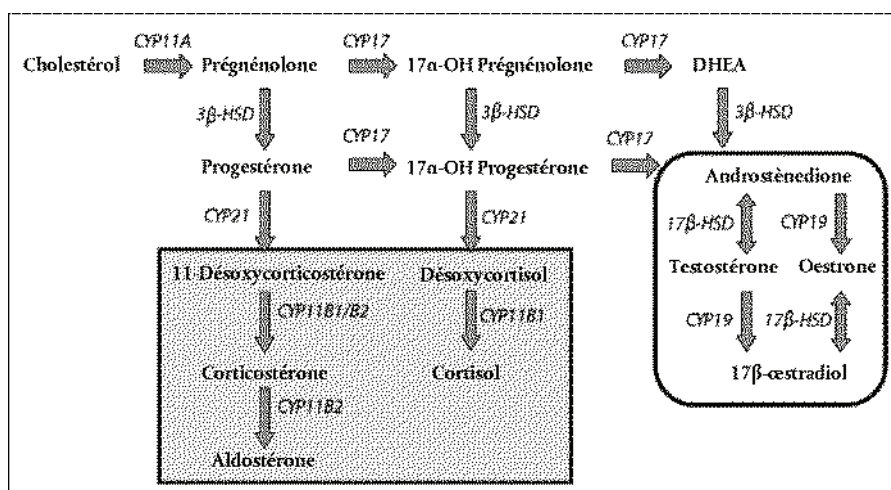 CYP11A CYP17 CYP17
Cholestérol Prégnénolone 17α-OH Prégnénolone DHEA
3β-HSD 3β-HSD 3β-HSD
CYP17 CYP17
Progestérone 17α-OH Progestérone
Androstènedione
CYP21 CYP21 17β-HSD CYP19
11 Désoxycorticostérone Désoxycortisol Testostérone Oestrone
CYP11B1/B2 CYP11B1 CYP19 17β-HSD
Corticostérone Cortisol 17β-œstradiol
CYP11B2
Aldostérone